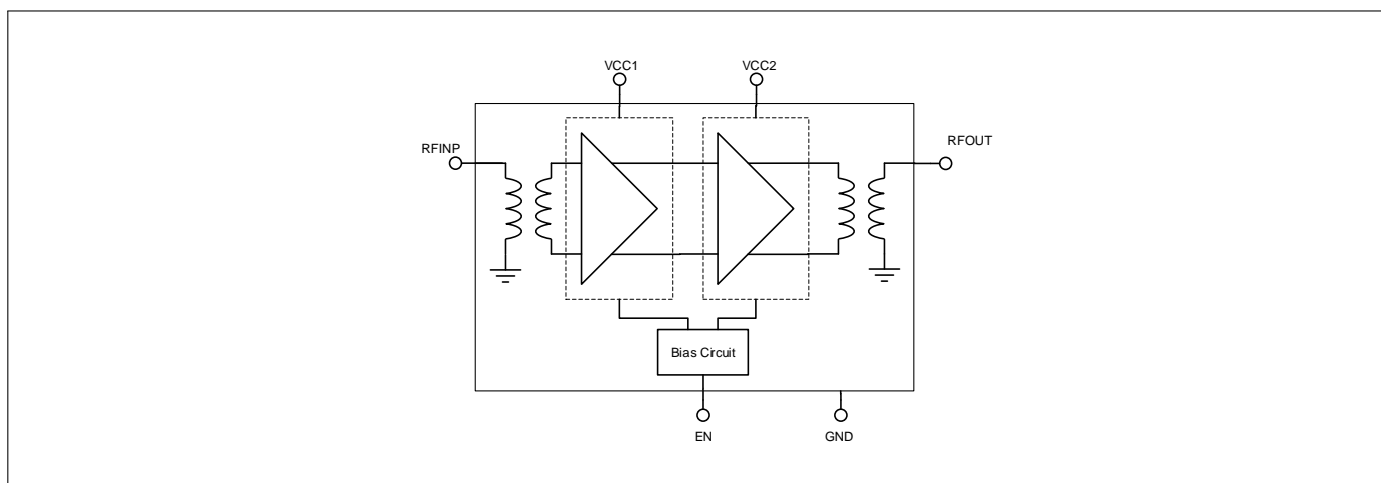 VCC1
VCC2
RFINP
RFOUT
Bias Circuit
EN
GND